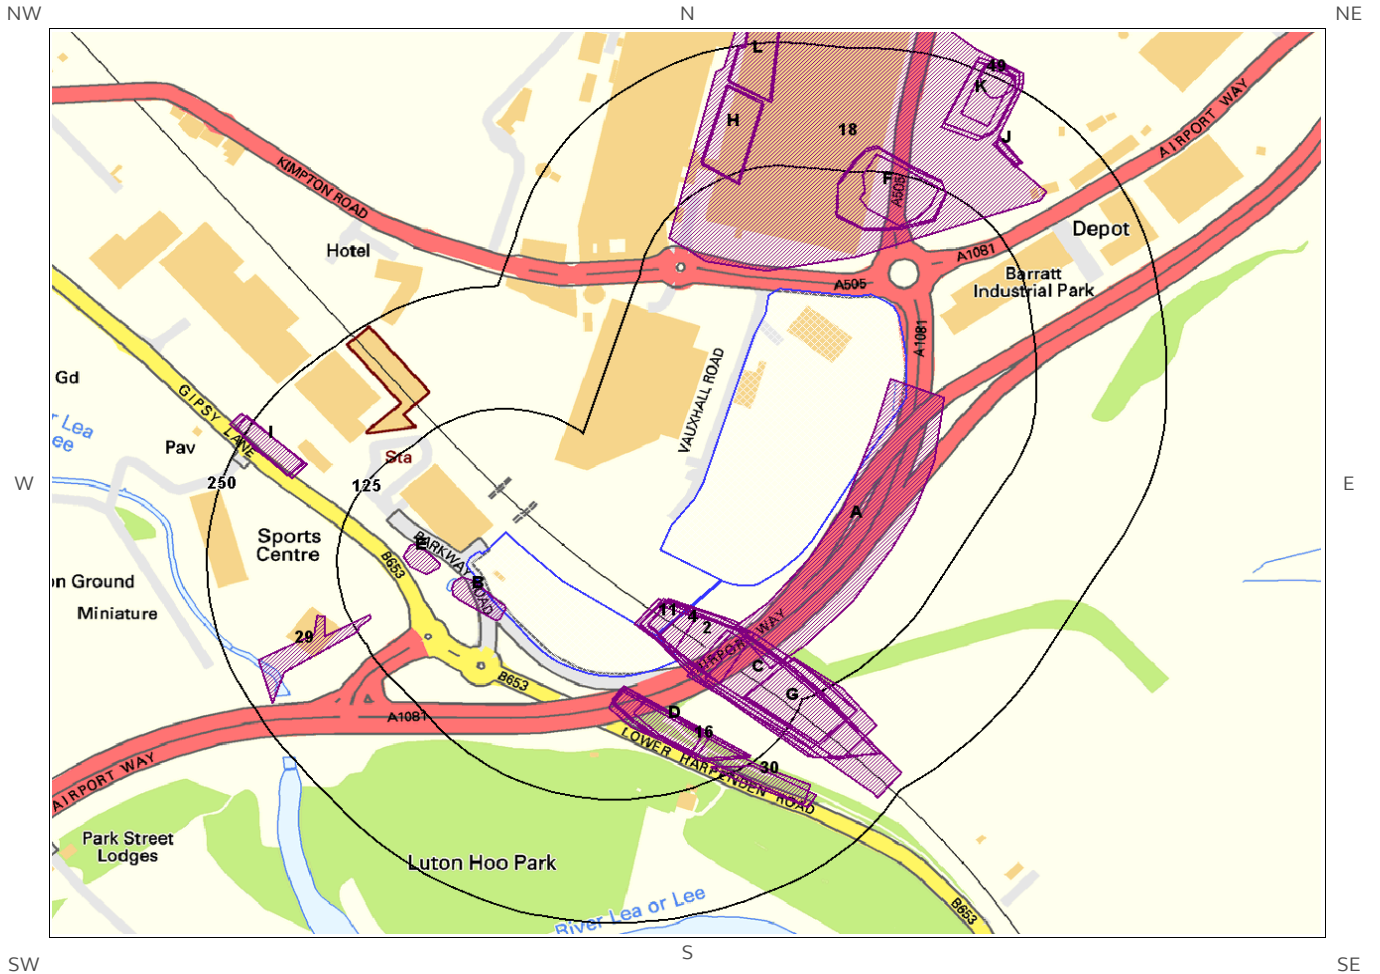 NW
N
NE
L
49
K
AIRPORT WAY
H
18
J
KIMPTON ROAD
F
A505
Depot
Hotel
A1081
Barratt
Industrial Park
A505
A1081
Gd
GIPSY LANE
VAUXHALL ROAD
r Lea
ee
I
Pav
Sta
W
250
125
E
A
Sports
Centre
E
PARKWAY ROAD
B653
on Ground
B
Miniature
11
4
2
29
AIRPORT WAY
C
B653
G
A1081
D
16
LOWER HARPENDEN ROAD
30
AIRPORT WAY
Park Street
Lodges
Luton Hoo Park
River Lea or Lee
B653
SW
S
SE